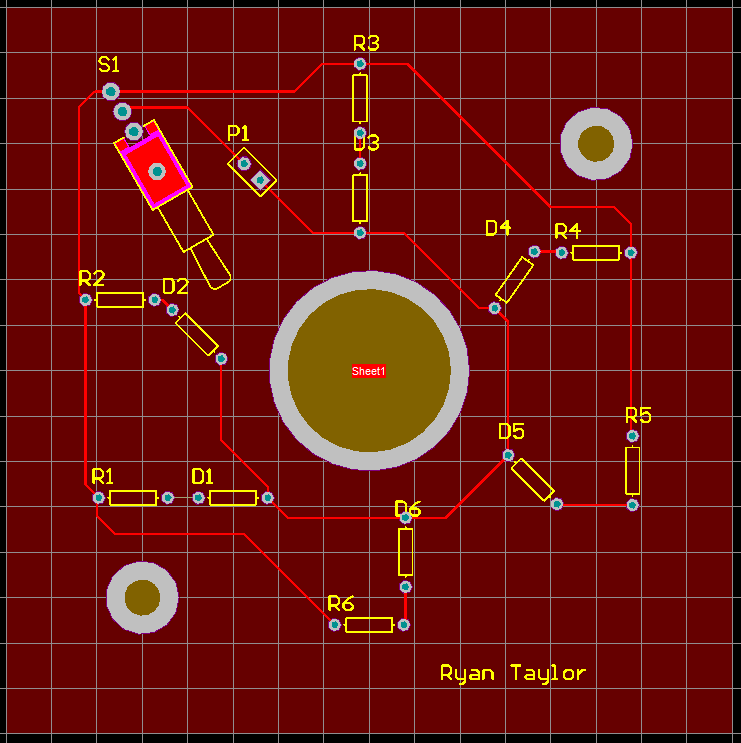 R3
S1
P1
D3
D4
R4
R2
D2
Sheet1
R5
D5
R1
D1
D6
R6
Ryan Taylor